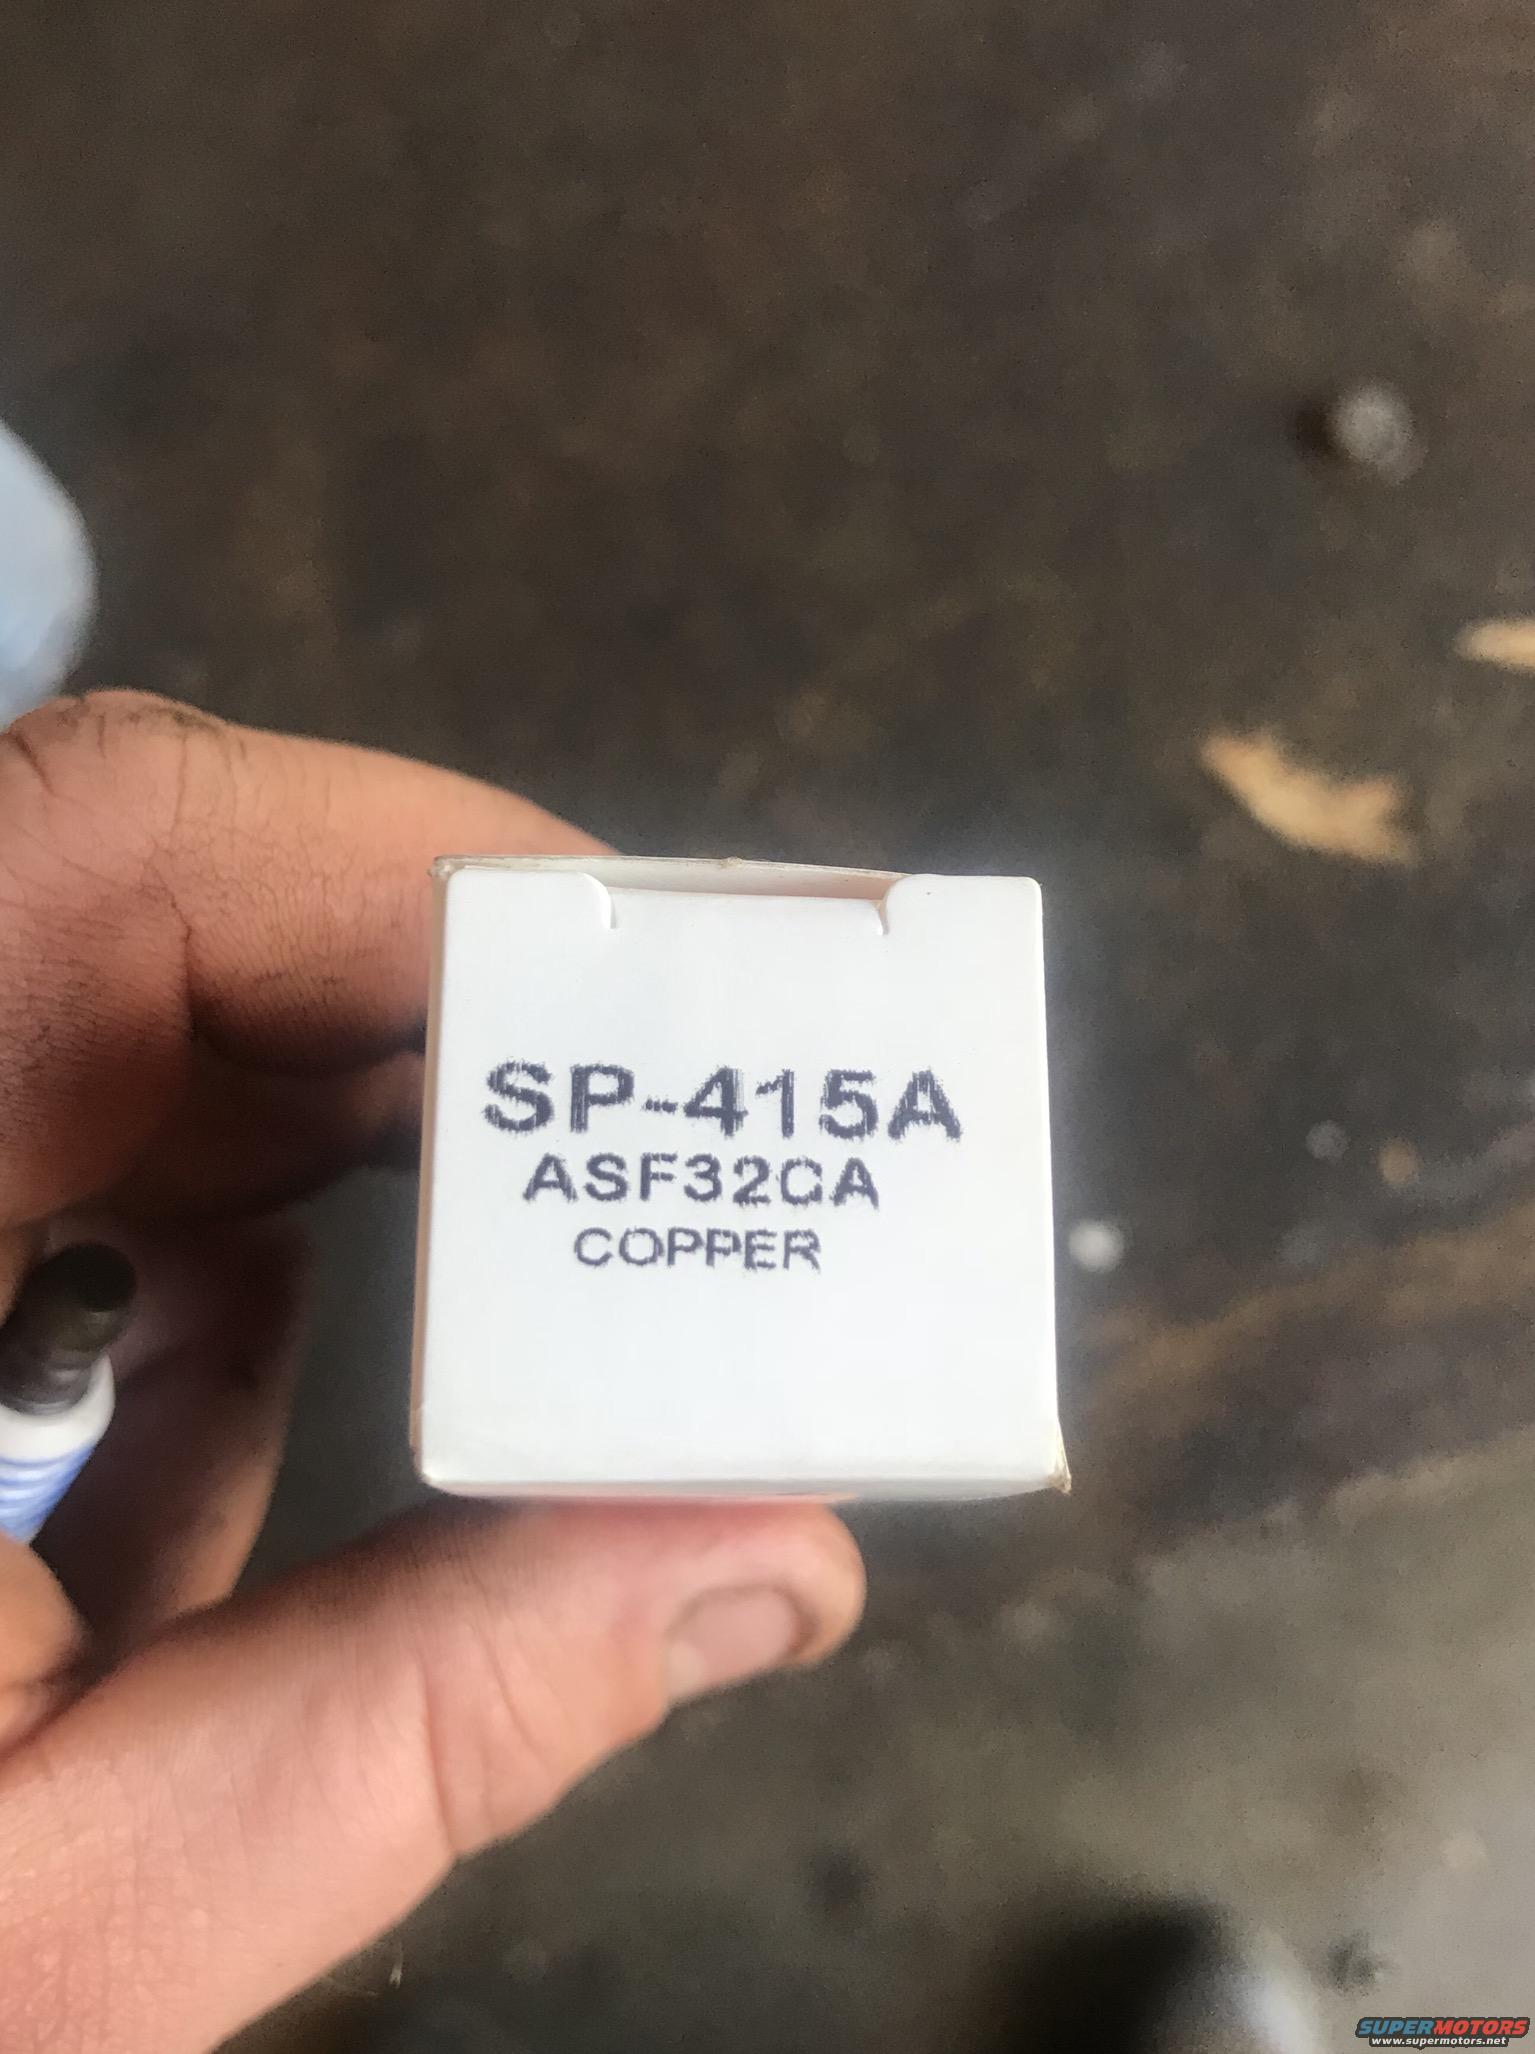 SP-415A
ASF32CA
COPPER
SUPERMOTORS
www.supermotors.net